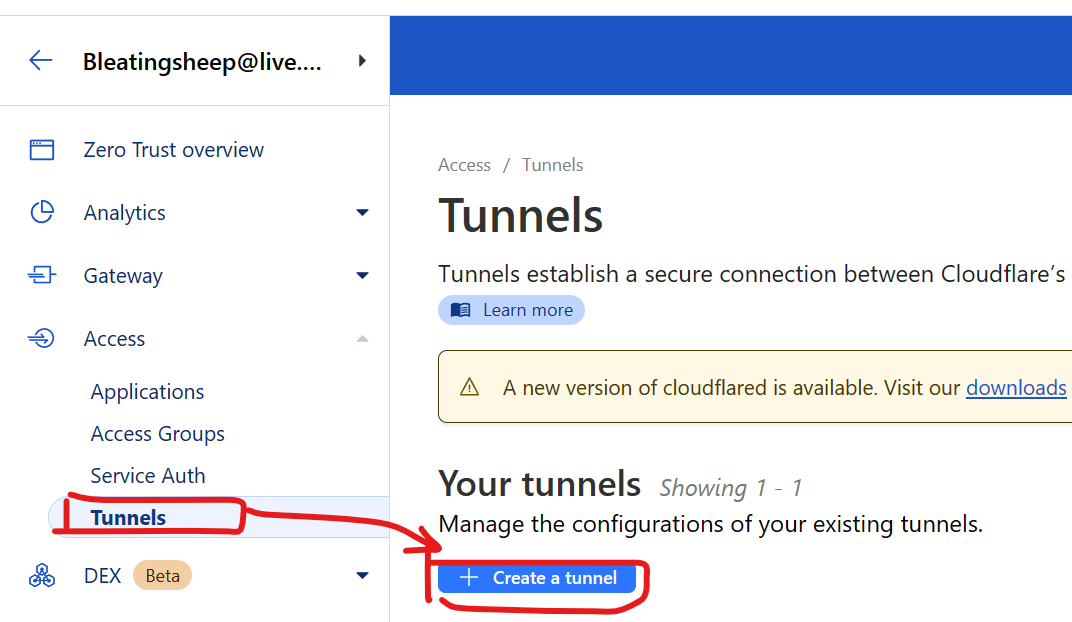 Bleatingsheep@live....
Zero Trust overview
Analytics
Gateway
Access
Applications
Access Groups
Service Auth
Tunnels
DEX Beta
Access / Tunnels
Tunnels
Tunnels establish a secure connection between Cloudflare’s
Learn more
A new version of cloudflared is available. Visit our downloads
Your tunnels Showing 1 - 1
Manage the configurations of your existing tunnels.
Create a tunnel